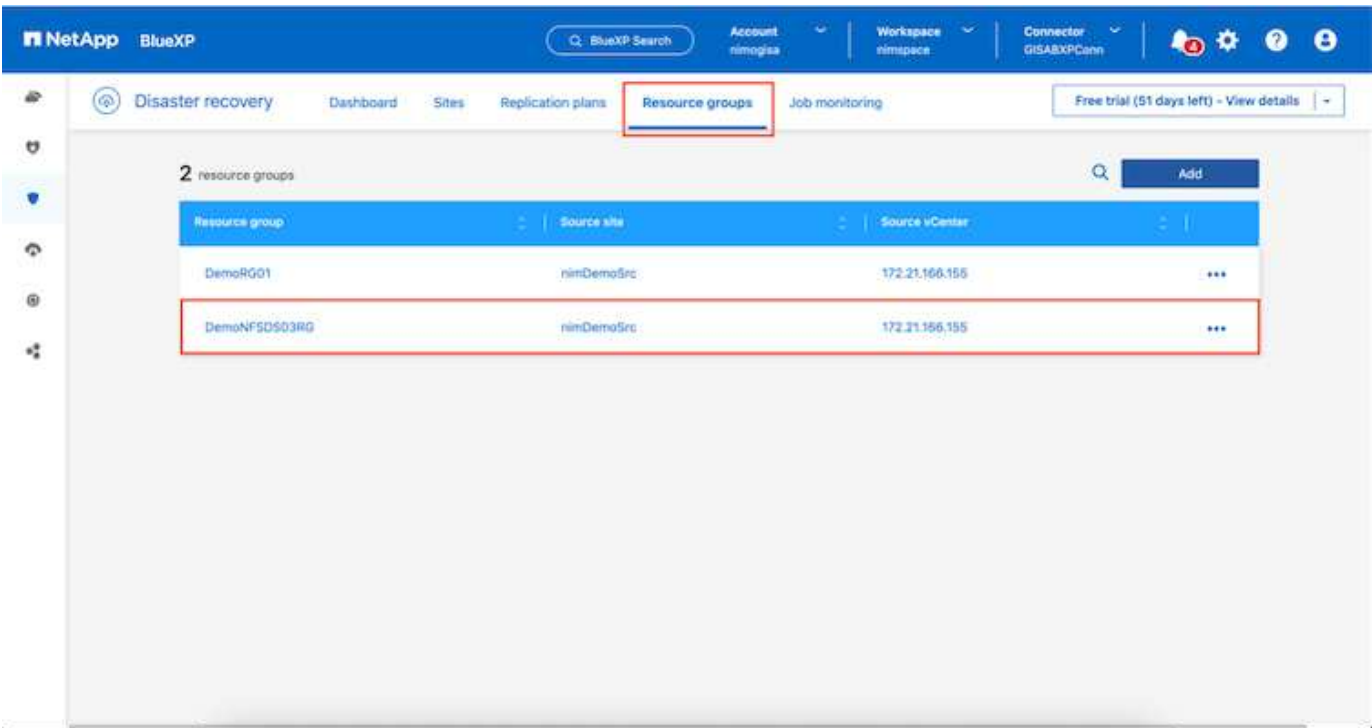 NetApp BlueXP BlueXP Search Account Workspace Connector 4
nimogisa nimspace GISABXPConn
Disaster recovery Dashboard Sites Replication plans Resource groups Job monitoring Free trial (51 days left) - View details
2 resource groups Add
Resource group Source site Source vCenter
DemoRG01 nimDemoSrc 172.21.166.155
DemoNFSDS03RG nimDemoSrc 172.21.166.155